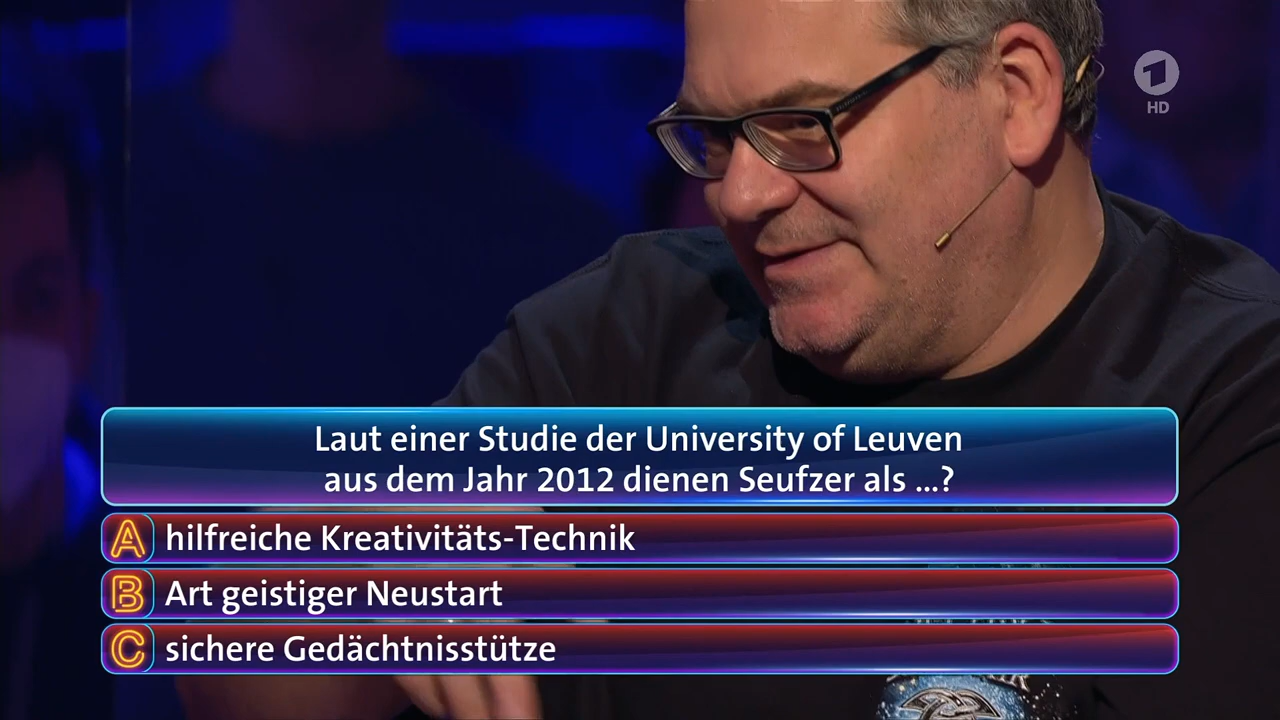 1
HD
Laut einer Studie der University of Leuven
aus dem Jahr 2012 dienen Seufzer als ...?
A hilfreiche Kreativitäts-Technik
B Art geistiger Neustart
C sichere Gedächtnisstütze